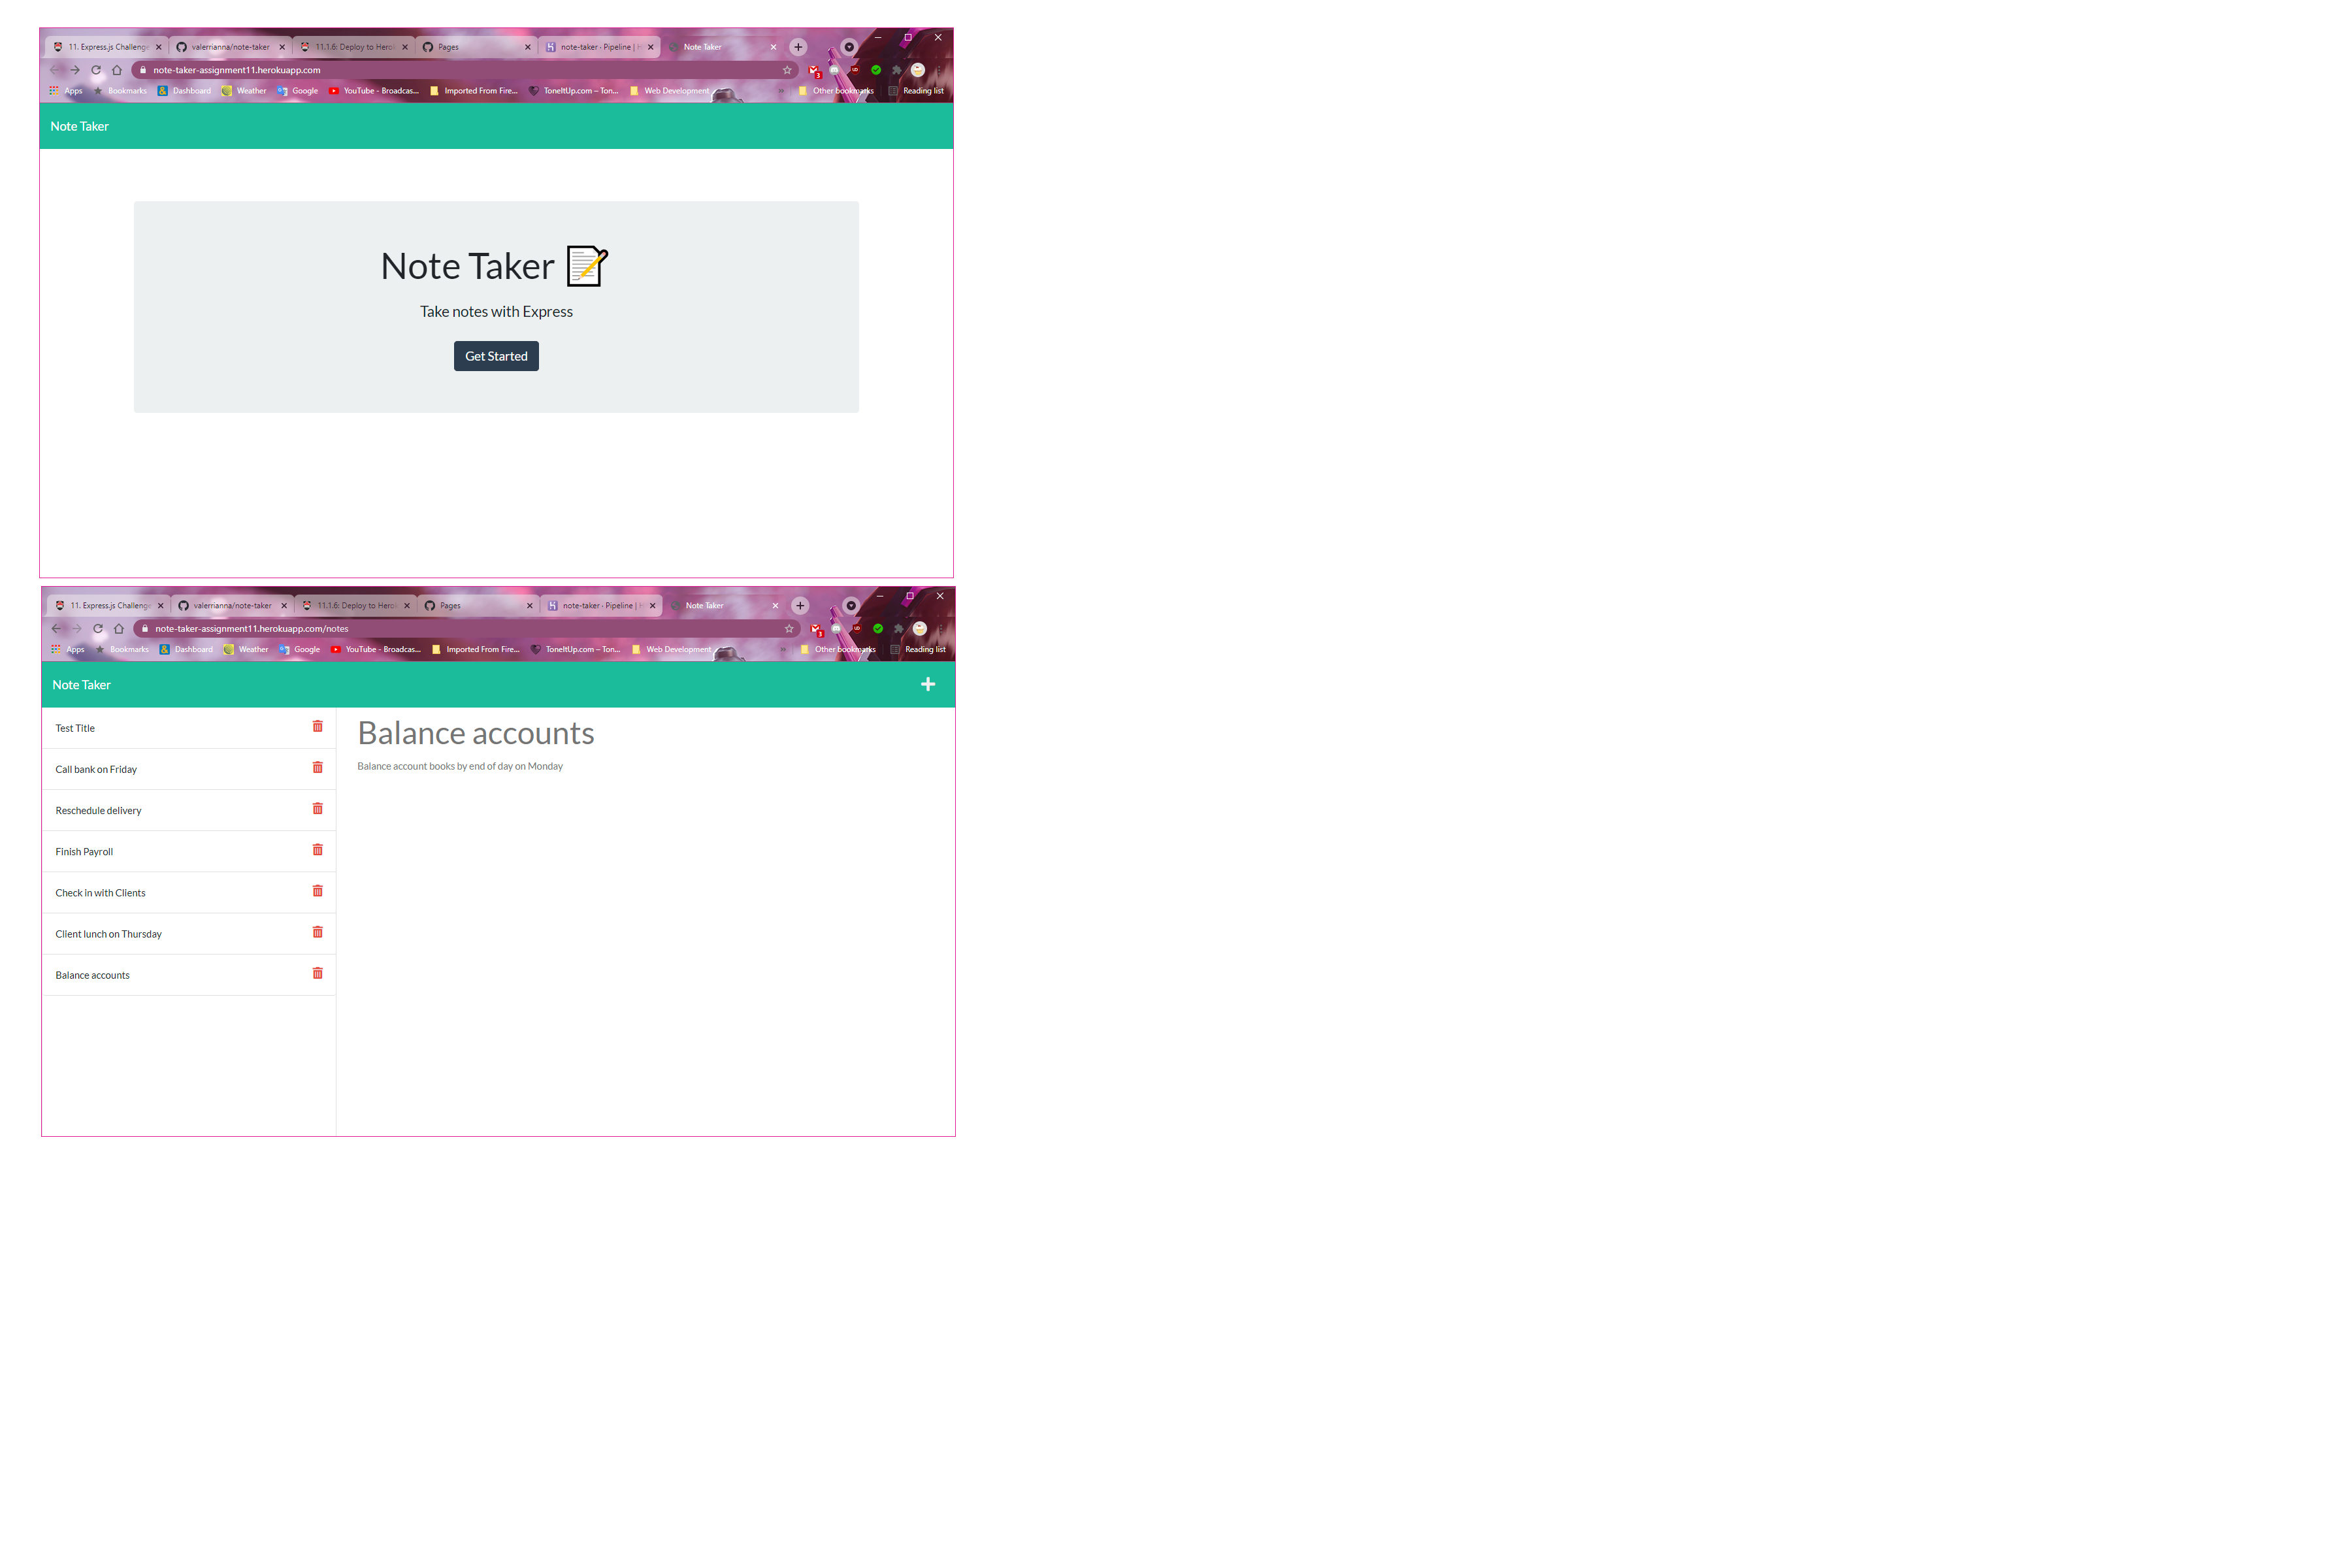 11. Express.js Challenge valerrianna/note-taker 11.1.6: Deploy to Hero Pages note-taker · Pipeline | Note Taker
note-taker-assignment11.herokuapp.com
3
Apps Bookmarks Dashboard Weather Google YouTube - Broadcas... Imported From Fire... ToneItUp.com – Ton... Web Development Other bookmarks Reading list
Note Taker
Note Taker
Take notes with Express
Get Started
11. Express.js Challenge valerrianna/note-taker 11.1.6: Deploy to Hero Pages note-taker · Pipeline | Note Taker
note-taker-assignment11.herokuapp.com/notes
3
Apps Bookmarks Dashboard Weather Google YouTube - Broadcas... Imported From Fire... ToneItUp.com – Ton... Web Development Other bookmarks Reading list
Note Taker
Test Title
Call bank on Friday
Reschedule delivery
Finish Payroll
Check in with Clients
Client lunch on Thursday
Balance accounts
Balance accounts
Balance account books by end of day on Monday